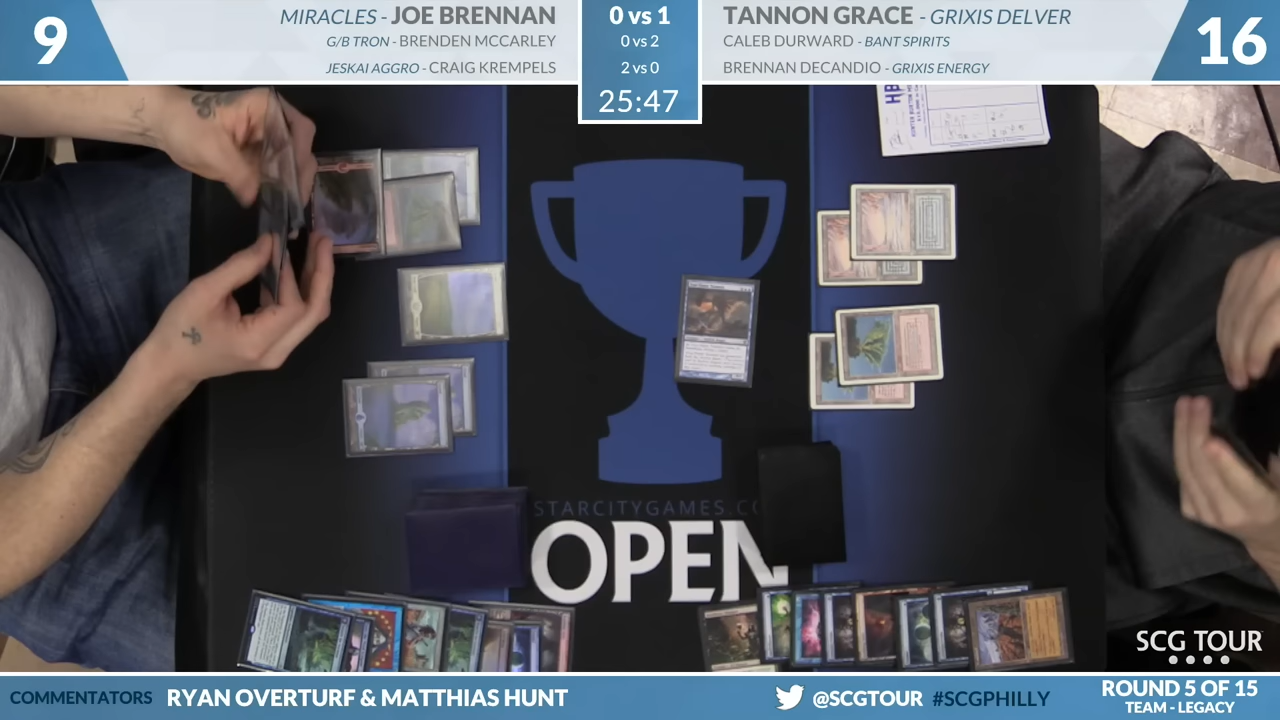 9
MIRACLES - JOE BRENNAN
G/B TRON - BRENDEN MCCARLEY
JESKAI AGGRO - CRAIG KREMPELS
0 vs 1
0 vs 2
2 vs 0
25:47
TANNON GRACE - GRIXIS DELVER
CALEB DURWARD - BANT SPIRITS
BRENNAN DECANDIO - GRIXIS ENERGY
16
STARCITYGAMES.CO
OPEN
SCG TOUR
COMMENTATORS RYAN OVERTURF & MATTHIAS HUNT
@SCGTOUR #SCGPHILLY
ROUND 5 OF 15
TEAM - LEGACY